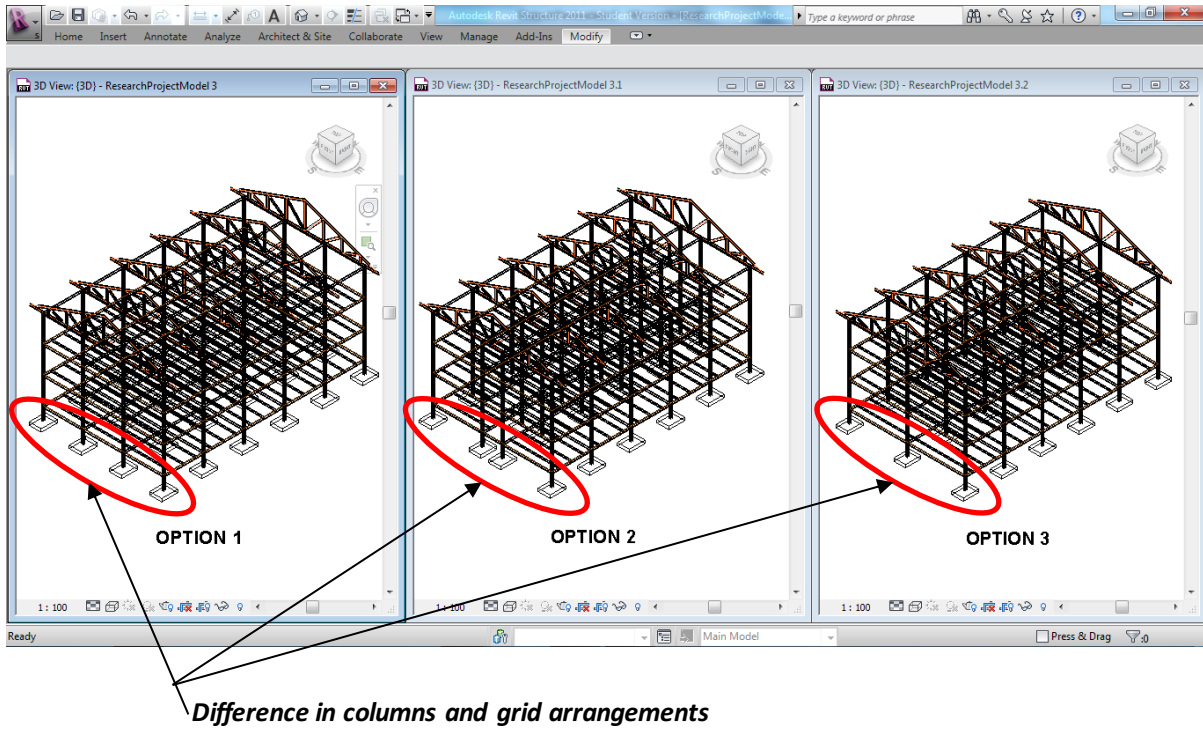 Autodesk Revit Structure 2011 - Student Version - [ResearchProjectMode...
Type a keyword or phrase
Home Insert Annotate Analyze Architect & Site Collaborate View Manage Add-Ins Modify
3D View: {3D} - ResearchProjectModel 3
3D View: {3D} - ResearchProjectModel 3.1
3D View: {3D} - ResearchProjectModel 3.2
S E
S E
S E
OPTION 1
OPTION 2
OPTION 3
1 : 100
1 : 100
1 : 100
Ready
Main Model
Press & Drag
:0
Difference in columns and grid arrangements